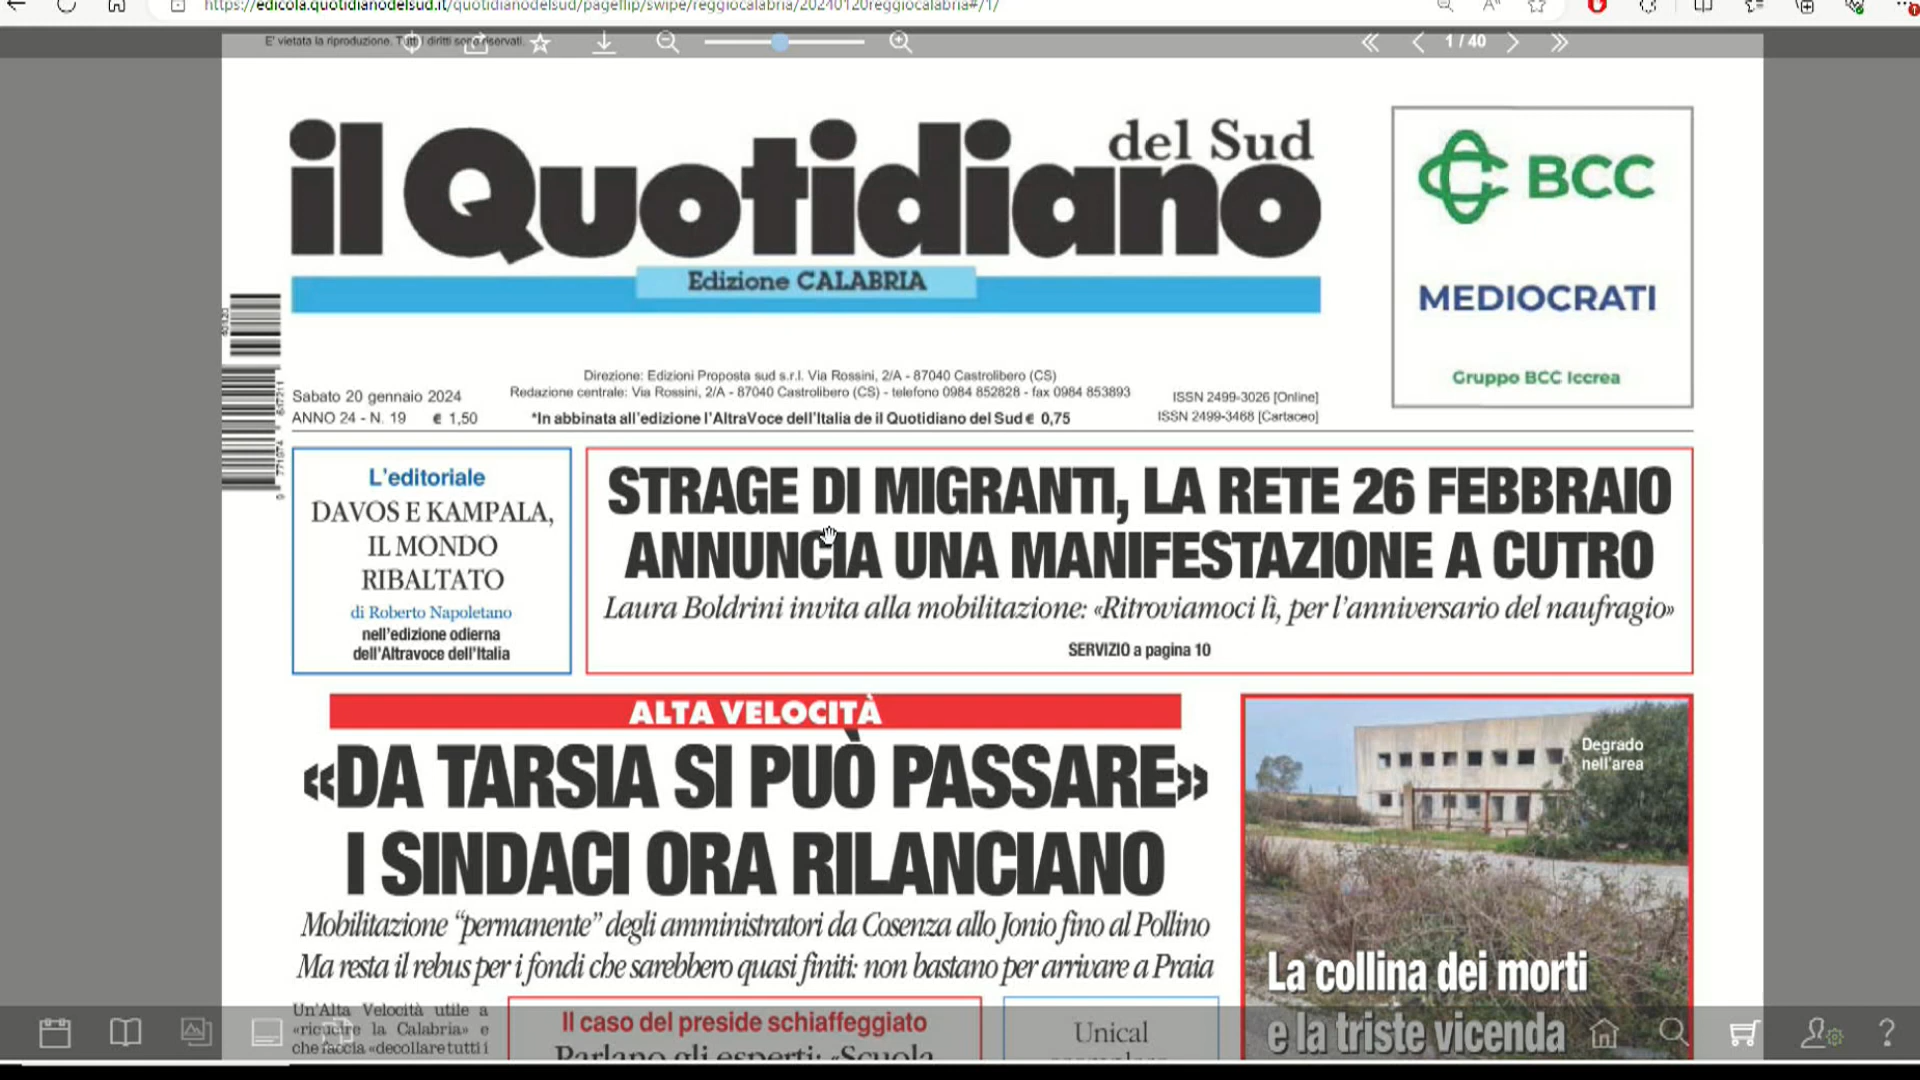 https://edicola.quotidianodelsud.it/quotidianodelsud/pageflip/swipe/reggiocalabria/20240120reggiocalabria#/1/
E' vietata la riproduzione. Tutti i diritti sono riservati.
1 / 40
il Quotidiano
del Sud
Edizione CALABRIA
BCC
MEDIOCRATI
Gruppo BCC Iccrea
40120
Sabato 20 gennaio 2024
ANNO 24 - N. 19 € 1,50
Direzione: Edizioni Proposta sud s.r.l. Via Rossini, 2/A - 87040 Castrolibero (CS)
Redazione centrale: Via Rossini, 2/A - 87040 Castrolibero (CS) - telefono 0984 852828 - fax 0984 853893
*In abbinata all'edizione l'AltraVoce dell'Italia de il Quotidiano del Sud € 0,75
ISSN 2499-3026 [Online]
ISSN 2499-3468 [Cartaceo]
L'editoriale
DAVOS E KAMPALA,
IL MONDO
RIBALTATO
di Roberto Napoletano
nell'edizione odierna
dell'Altravoce dell'Italia
STRAGE DI MIGRANTI, LA RETE 26 FEBBRAIO
ANNUNCIA UNA MANIFESTAZIONE A CUTRO
Laura Boldrini invita alla mobilitazione: «Ritroviamoci lì, per l'anniversario del naufragio»
SERVIZIO a pagina 10
ALTA VELOCITÀ
«DA TARSIA SI PUÒ PASSARE»
I SINDACI ORA RILANCIANO
Mobilitazione “permanente” degli amministratori da Cosenza allo Jonio fino al Pollino
Ma resta il rebus per i fondi che sarebbero quasi finiti: non bastano per arrivare a Praia
Degrado
nell'area
La collina dei morti
e la triste vicenda
Un'Alta Velocità utile a
«ricucire la Calabria» e
che faccia «decollare tutti i
Il caso del preside schiaffeggiato
Parlano gli esperti: «Scuola
Unical
?